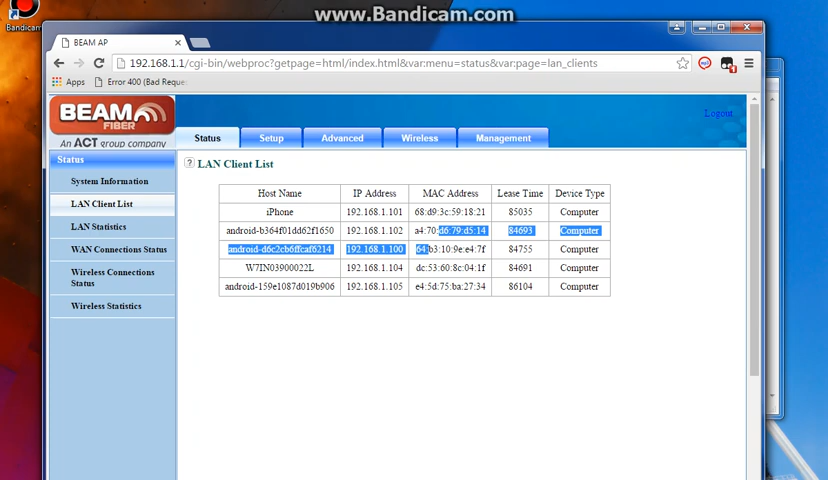 www.Bandicam.com
Bandicam
BEAM AP
192.168.1.1/cgi-bin/webproc?getpage=html/index.html&var:menu=status&var:page=lan_clients
Apps Error 400 (Bad Reque
BEAM
FIBER
An ACT group company
Logout
Status Setup Advanced Wireless Management
Status
System Information
LAN Client List
LAN Statistics
WAN Connections Status
Wireless Connections
Status
Wireless Statistics
? LAN Client List
Host Name IP Address MAC Address Lease Time Device Type
iPhone 192.168.1.101 68:d9:3c:59:18:21 85035 Computer
android-b364f01dd62f1650 192.168.1.102 a4:70:d6:79:d5:14 84693 Computer
android-d6c2cb6ffcaf6214 192.168.1.100 64:b3:10:9e:e4:7f 84755 Computer
W7IN03900022L 192.168.1.104 dc:53:60:8c:04:1f 84691 Computer
android-159e1087d019b906 192.168.1.105 e4:5d:75:ba:27:34 86104 Computer